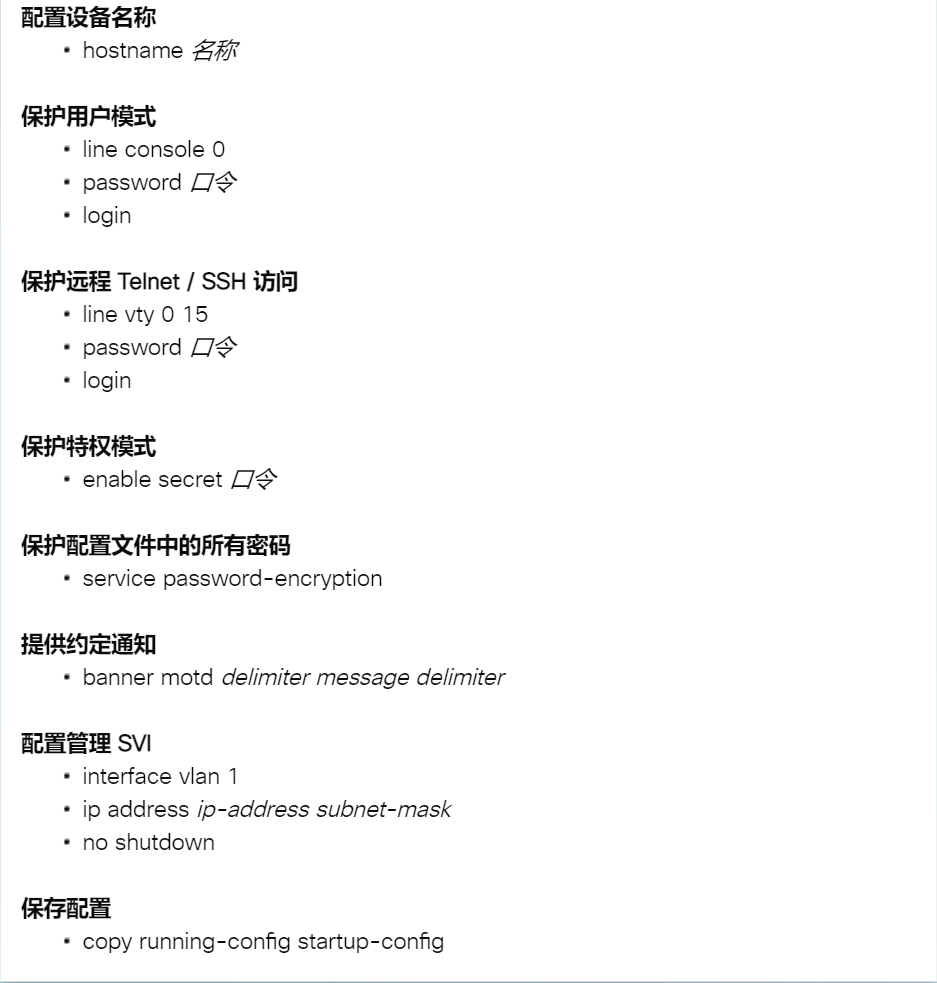 配置设备名称
• hostname 名称
保护用户模式
• line console 0
• password 口令
• login
保护远程 Telnet / SSH 访问
• line vty 0 15
• password 口令
• login
保护特权模式
• enable secret 口令
保护配置文件中的所有密码
• service password-encryption
提供约定通知
• banner motd delimiter message delimiter
配置管理 SVI
• interface vlan 1
• ip address ip-address subnet-mask
• no shutdown
保存配置
• copy running-config startup-config